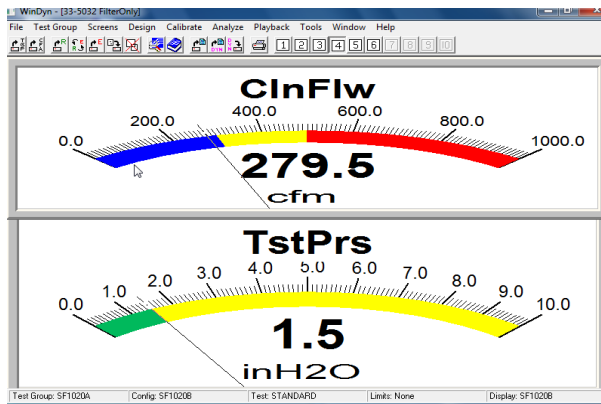 WinDyn - [33-5032 FilterOnly]
File Test Group Screens Design Calibrate Analyze Playback Tools Window Help
1 2 3 4 5 6 7 8 9 10
ClnFlw
0.0 200.0 400.0 600.0 800.0 1000.0
279.5
cfm
TstPrs
0.0 1.0 2.0 3.0 4.0 5.0 6.0 7.0 8.0 9.0 10.0
1.5
inH2O
Test Group: SF1020A Config: SF1020B Test: STANDARD Limits: None Display: SF1020B